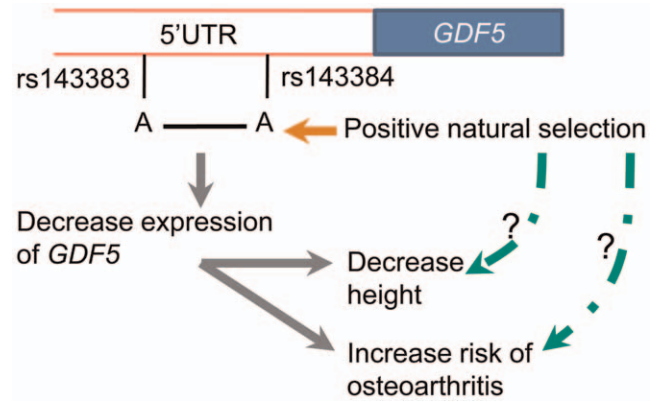 5'UTR GDF5
rs143383 rs143384
A A Positive natural selection
Decrease expression
of GDF5
? ?
Decrease
height
Increase risk of
osteoarthritis